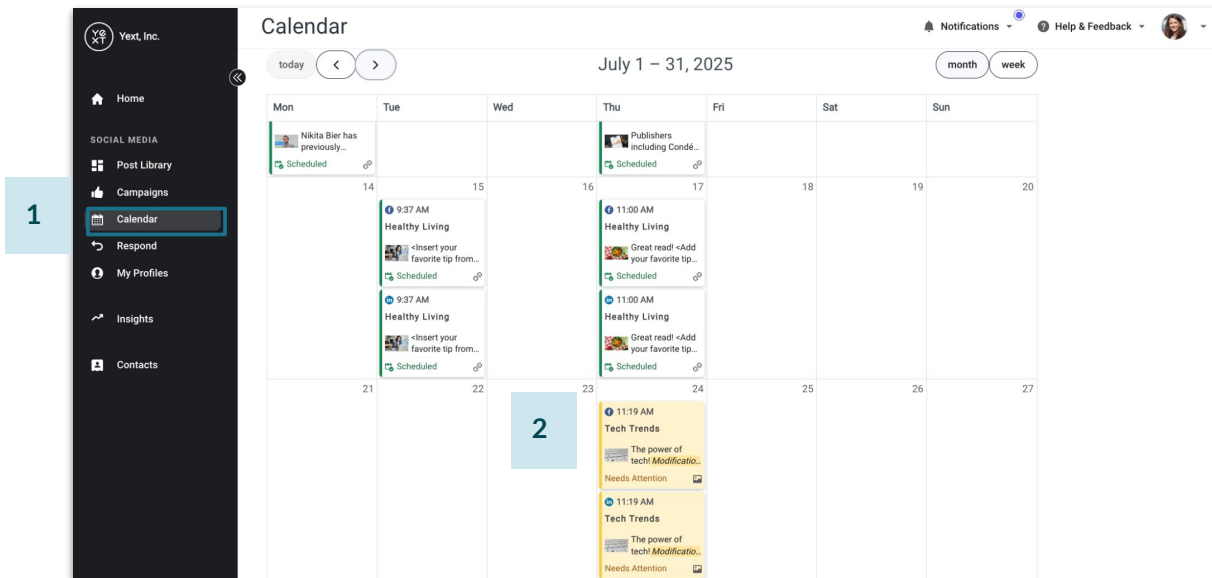 Calendar
Notifications
Help & Feedback
YEXT
Yext, Inc.
today
July 1 – 31, 2025
month
week
Home
SOCIAL MEDIA
Post Library
Campaigns
1
Calendar
Respond
My Profiles
Insights
Contacts
Mon
Tue
Wed
Thu
Fri
Sat
Sun
Nikita Bier has
previously…
Scheduled
Publishers
including Condé…
Scheduled
14
15
16
17
18
19
20
9:37 AM
Healthy Living
<Insert your
favorite tip from…
Scheduled
9:37 AM
Healthy Living
<Insert your
favorite tip from…
Scheduled
11:00 AM
Healthy Living
Great read! <Add
your favorite tip…
Scheduled
11:00 AM
Healthy Living
Great read! <Add
your favorite tip…
Scheduled
21
22
23
24
25
26
27
2
11:19 AM
Tech Trends
The power of
tech! Modificatio…
Needs Attention
11:19 AM
Tech Trends
The power of
tech! Modificatio…
Needs Attention